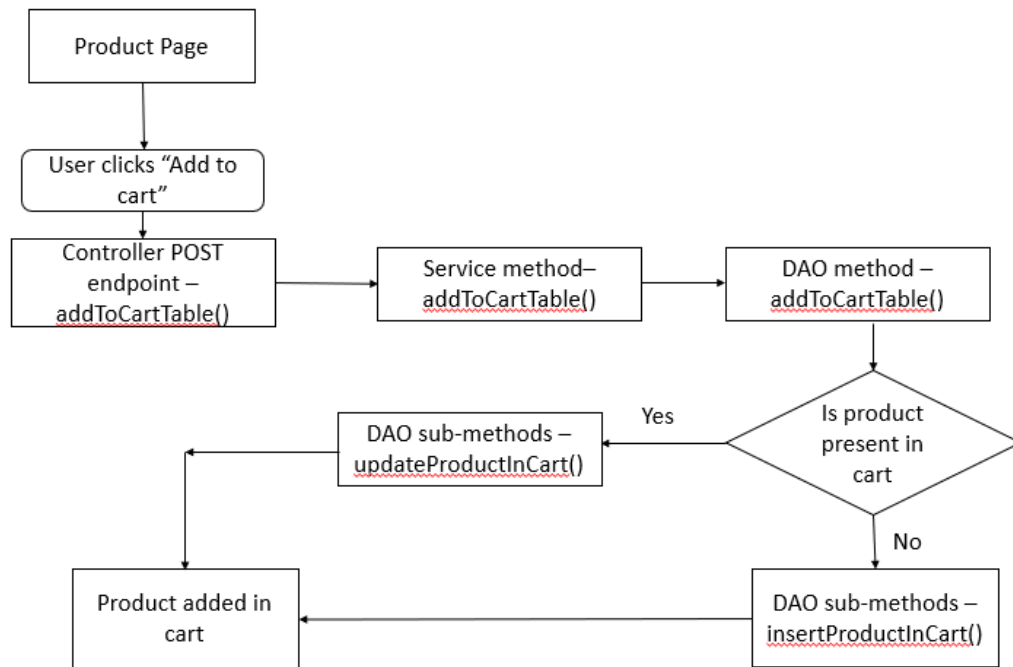 Product Page
User clicks “Add to
cart”
Controller POST
endpoint –
addToCartTable()
Service method–
addToCartTable()
DAO method –
addToCartTable()
Is product
present in
cart
Yes
DAO sub-methods –
updateProductInCart()
No
Product added in
cart
DAO sub-methods –
insertProductInCart()